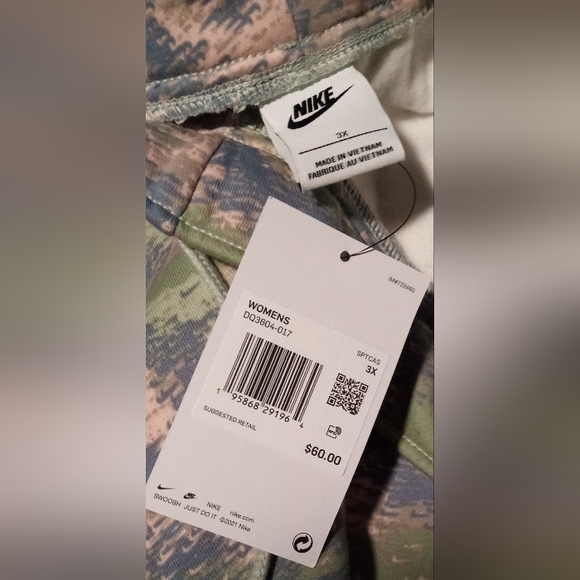 NIKE
3X
MADE IN VIETNAM
FABRIQUE AU VIETNAM
WOMENS
DQ3604-017
SPTCAS
3X
1 95868 29196 4
SUGGESTED RETAIL
$60.00
NIKE nike.com
SWOOSH JUST DO IT ©2021 Nike